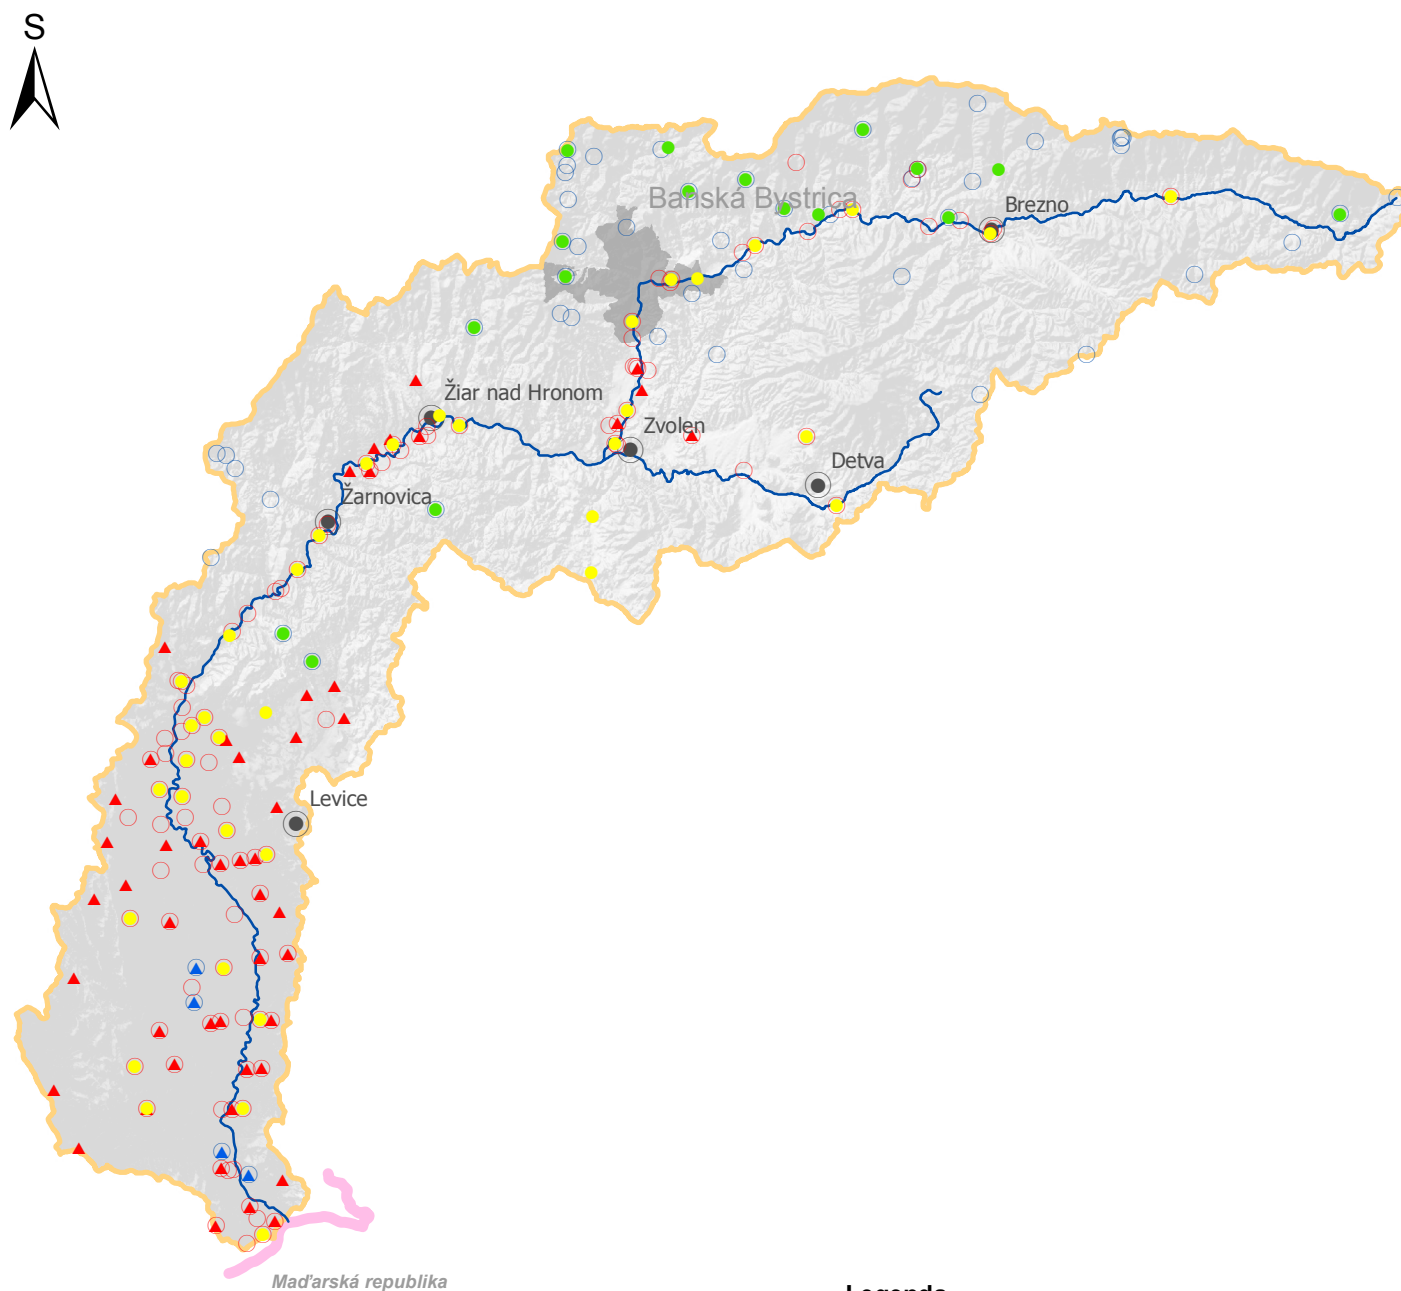 S
Banská Bystrica
Brezno
Žiar nad Hronom
Zvolen
Detva
Žarnovica
Levice
Maďarská republika